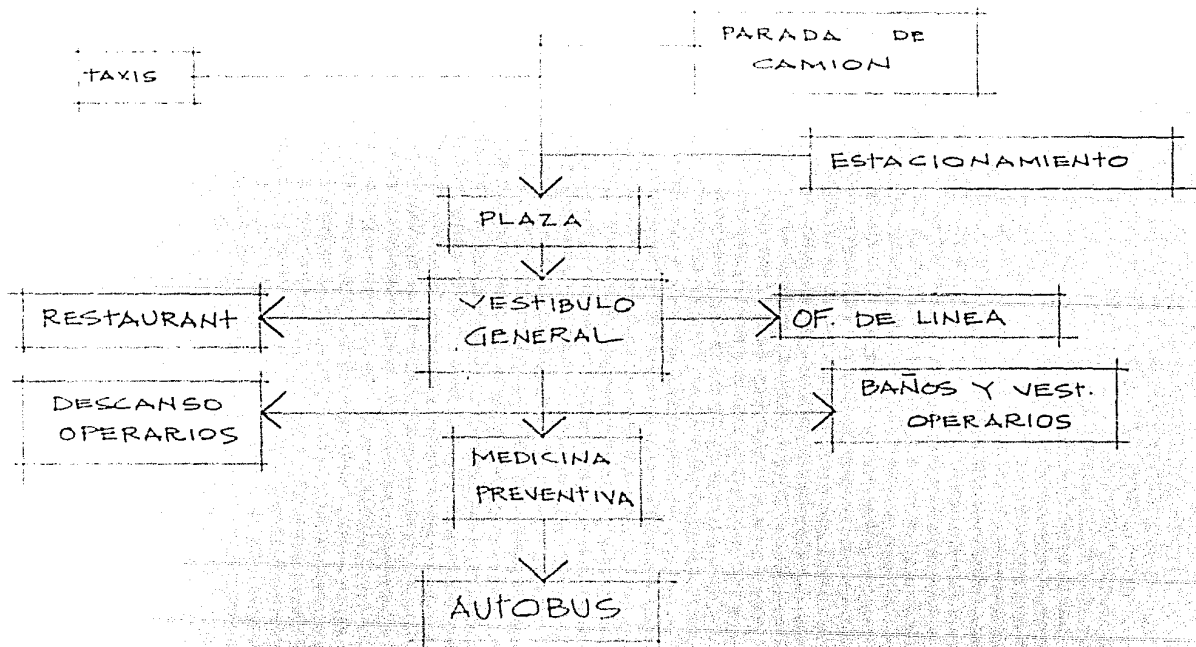 PARADA DE
CAMION
TAXIS
ESTACIONAMIENTO
PLAZA
VESTIBULO
GENERAL
RESTAURANT
OF. DE LINEA
DESCANSO
OPERARIOS
BAÑOS Y VEST.
OPERARIOS
MEDICINA
PREVENTIVA
AUTOBUS